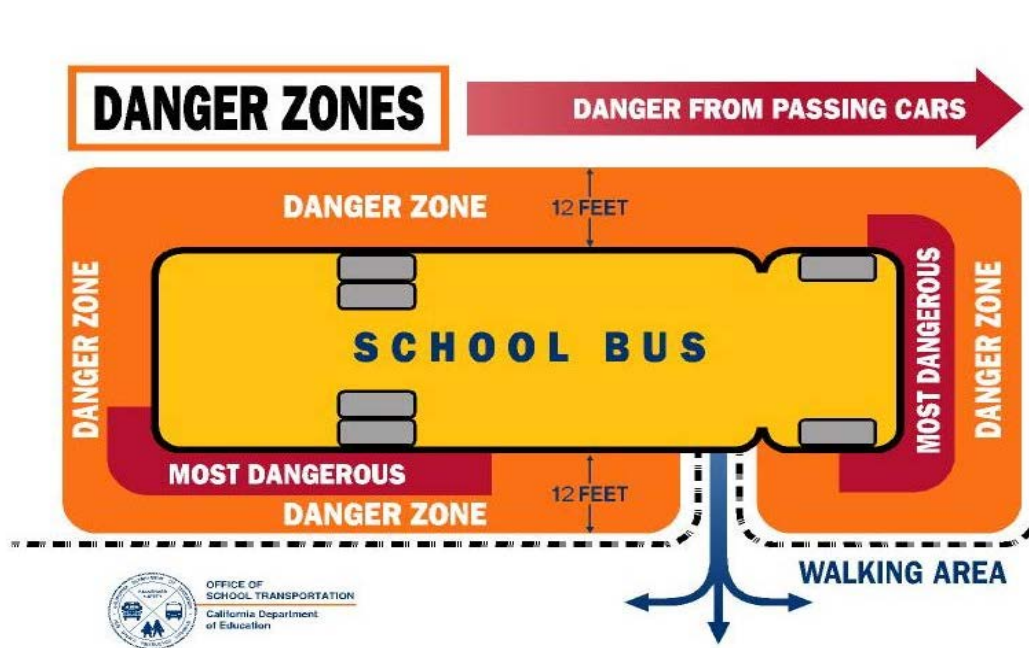 DANGER ZONES
DANGER FROM PASSING CARS
DANGER ZONE
12 FEET
DANGER ZONE
SCHOOL BUS
MOST DANGEROUS
DANGER ZONE
MOST DANGEROUS
12 FEET
DANGER ZONE
WALKING AREA
OFFICE OF
SCHOOL TRANSPORTATION
California Department
of Education